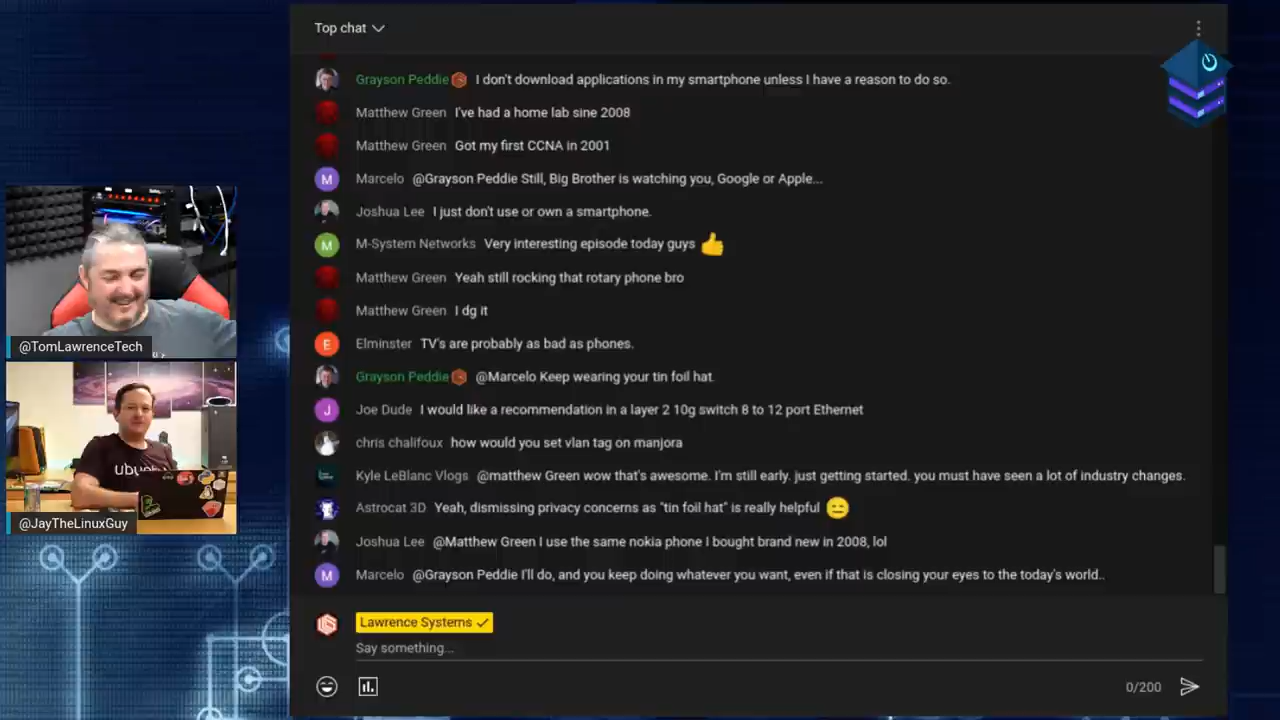 Top chat
Grayson Peddie I don't download applications in my smartphone unless I have a reason to do so.
Matthew Green I've had a home lab sine 2008
Matthew Green Got my first CCNA in 2001
Marcelo @Grayson Peddie Still, Big Brother is watching you, Google or Apple...
Joshua Lee I just don't use or own a smartphone.
M-System Networks Very interesting episode today guys 👍
Matthew Green Yeah still rocking that rotary phone bro
Matthew Green I dg it
Elminster TV's are probably as bad as phones.
Grayson Peddie @Marcelo Keep wearing your tin foil hat.
Joe Dude I would like a recommendation in a layer 2 10g switch 8 to 12 port Ethernet
chris chalifoux how would you set vlan tag on manjora
Kyle LeBlanc Vlogs @matthew Green wow that's awesome. I'm still early. just getting started. you must have seen a lot of industry changes.
Astrocat 3D Yeah, dismissing privacy concerns as "tin foil hat" is really helpful 😑
Joshua Lee @Matthew Green I use the same nokia phone I bought brand new in 2008, lol
Marcelo @Grayson Peddie I'll do, and you keep doing whatever you want, even if that is closing your eyes to the today's world..
Lawrence Systems
Say something...
0/200
@TomLawrenceTech
ubu
@JayTheLinuxGuy
M
M
E
J
M